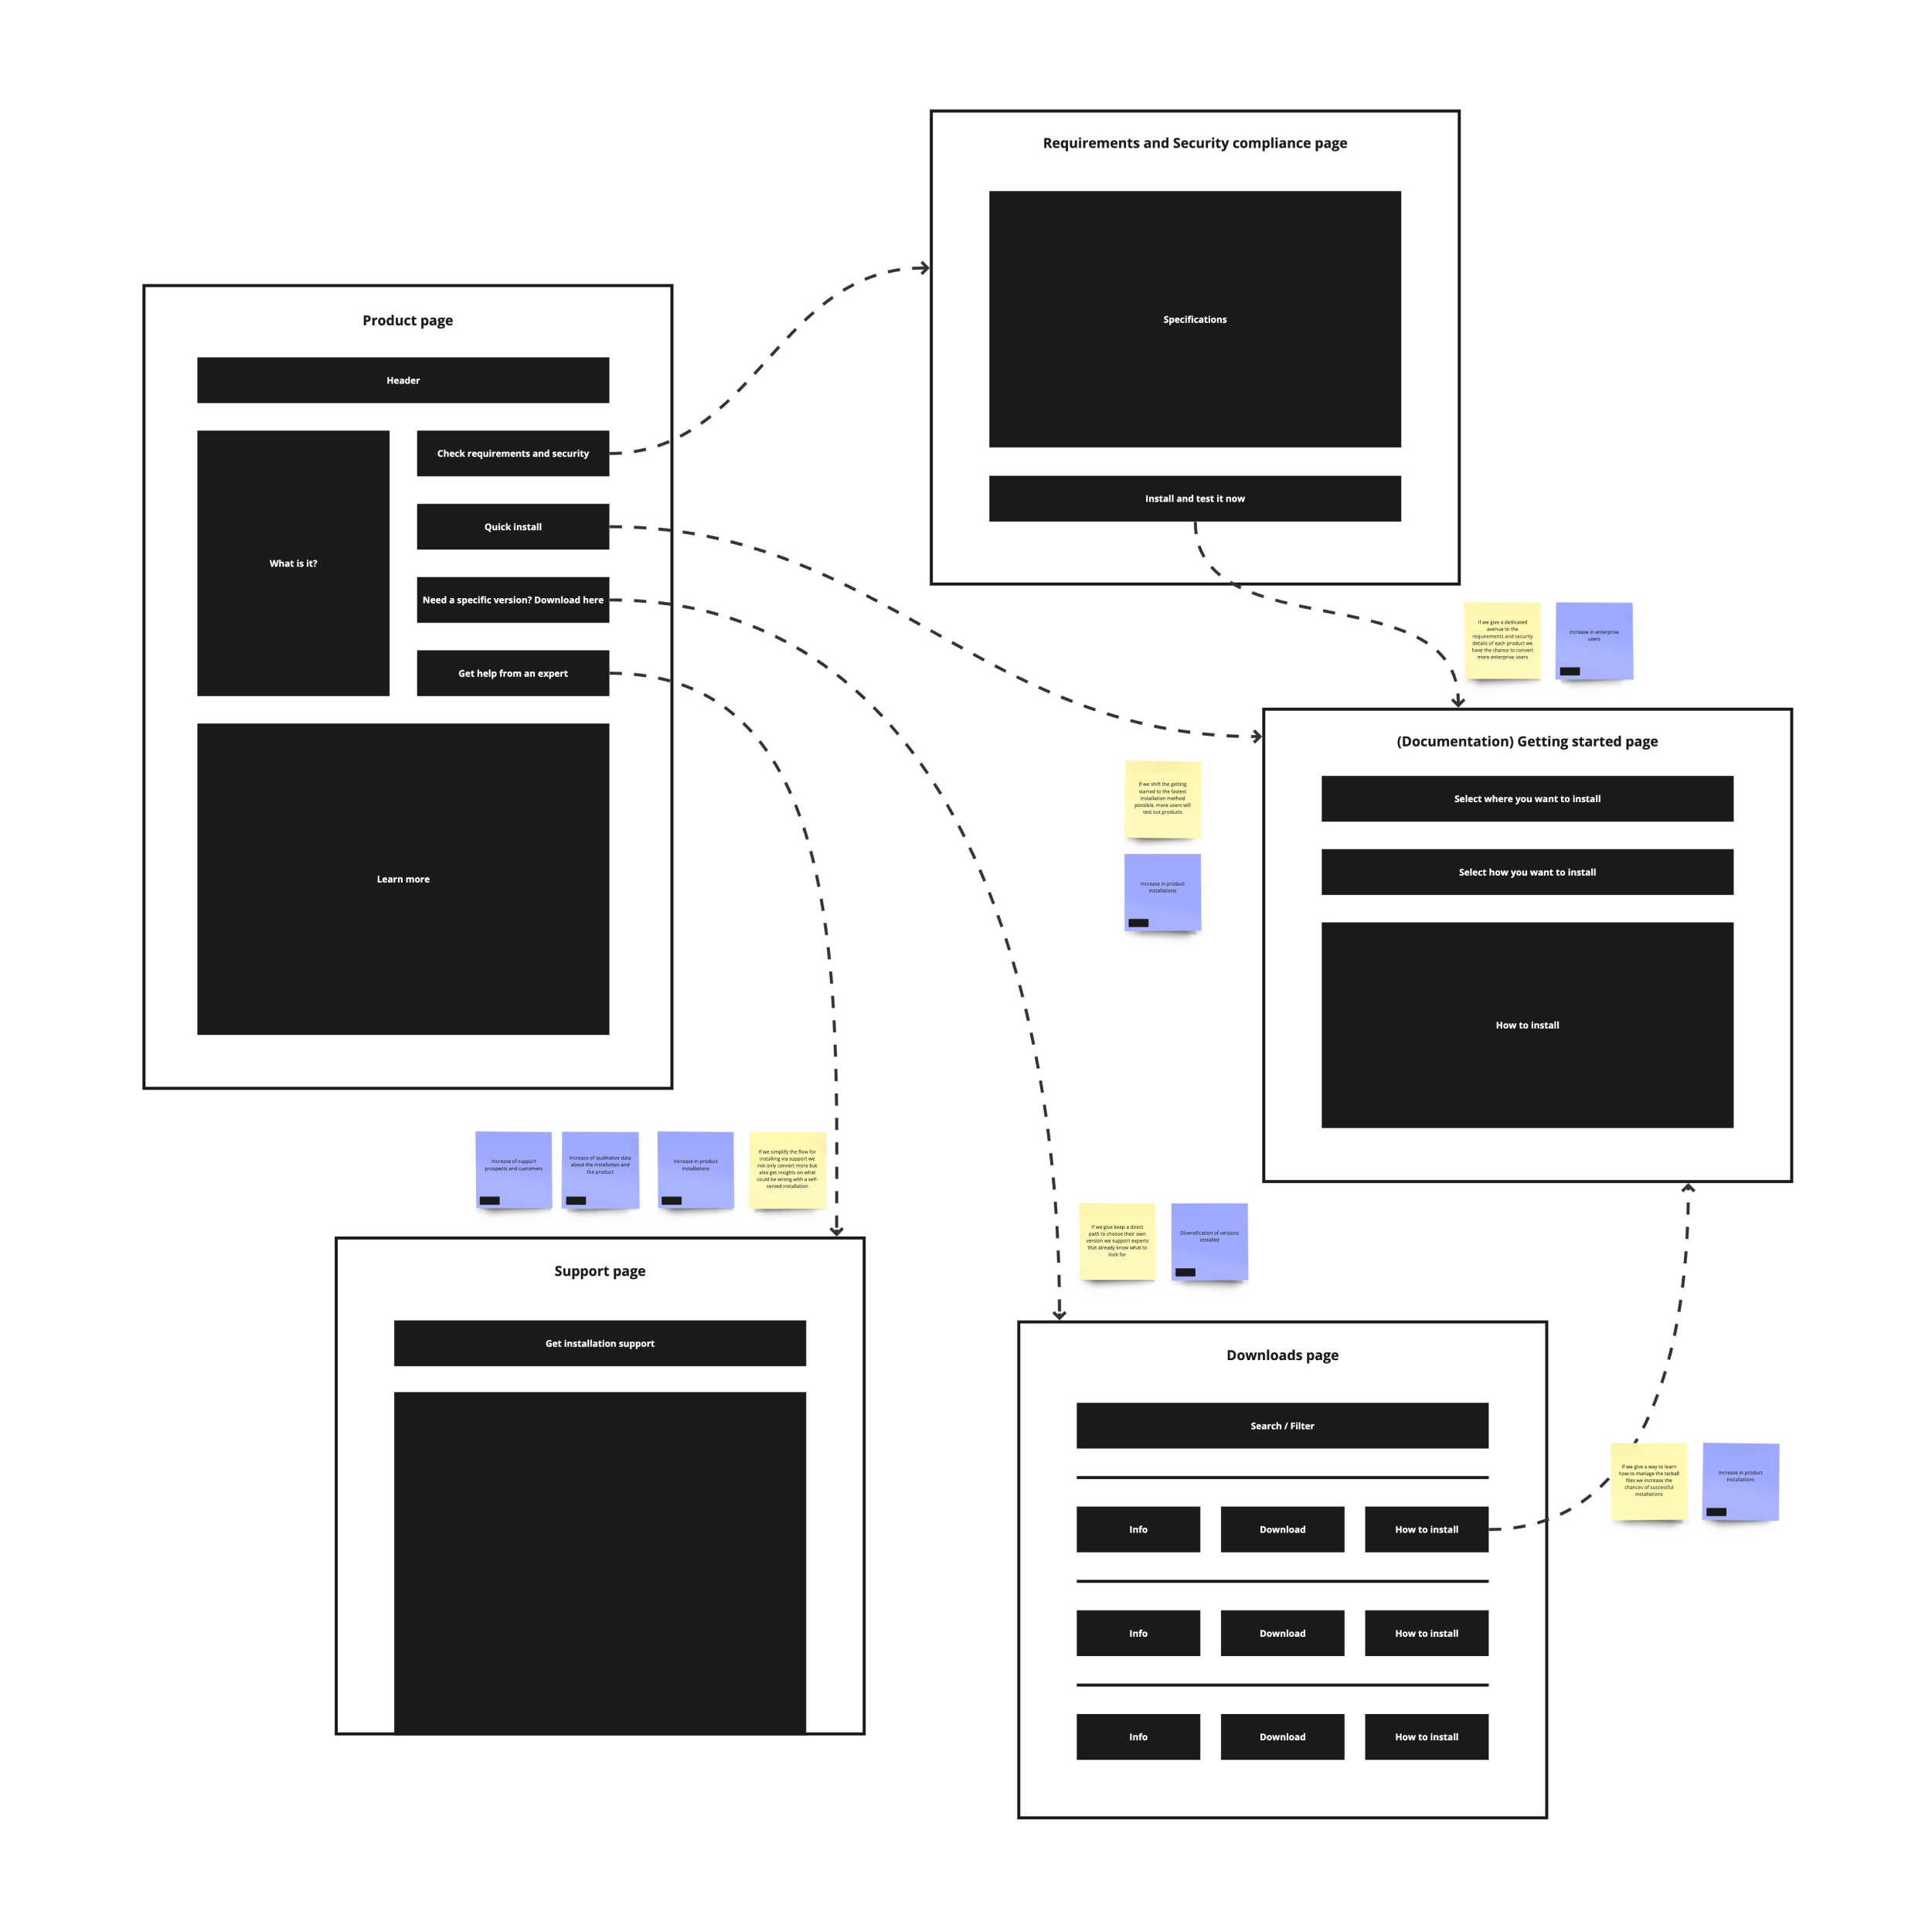 Requirements and Security compliance page
Specifications
Install and test it now
Product page
Header
What is it?
Check requirements and security
Quick install
Need a specific version? Download here
Get help from an expert
Learn more
If we give a dedicated
avenue to the
requirements and security
details of each product we
have the chance to convert
more enterprise users
Increase in enterprise
users
(Documentation) Getting started page
Select where you want to install
Select how you want to install
How to install
If we shift the getting
started to the fastest
installation method
possible, more users will
test out products
Increase in product
installations
Increase of support
prospects and customers
Increase of qualitative data
about the installation and
the product
Increase in product
installations
If we simplify the flow for
installing via support we
not only convert more but
also get insights on what
could be wrong with a self-
served installation
Support page
Get installation support
If we give keep a direct
path to choose their own
version we support experts
that already know what to
look for
Diversification of versions
installed
Downloads page
Search / Filter
Info
Download
How to install
Info
Download
How to install
Info
Download
How to install
If we give a way to learn
how to manage the tarball
files we increase the
chances of successful
installations
Increase in product
installations